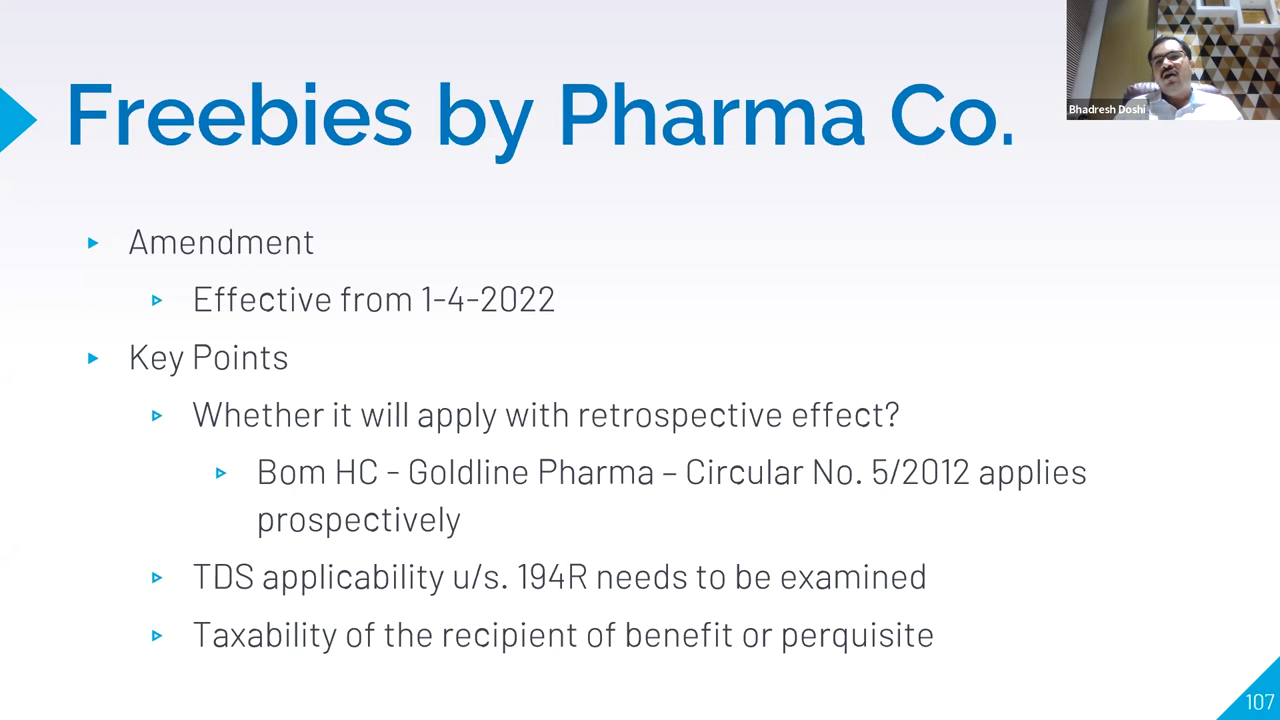 Freebies by Pharma Co.
Bhadresh Doshi
Amendment
Effective from 1-4-2022
Key Points
Whether it will apply with retrospective effect?
Bom HC - Goldline Pharma – Circular No. 5/2012 applies
prospectively
TDS applicability u/s. 194R needs to be examined
Taxability of the recipient of benefit or perquisite
107